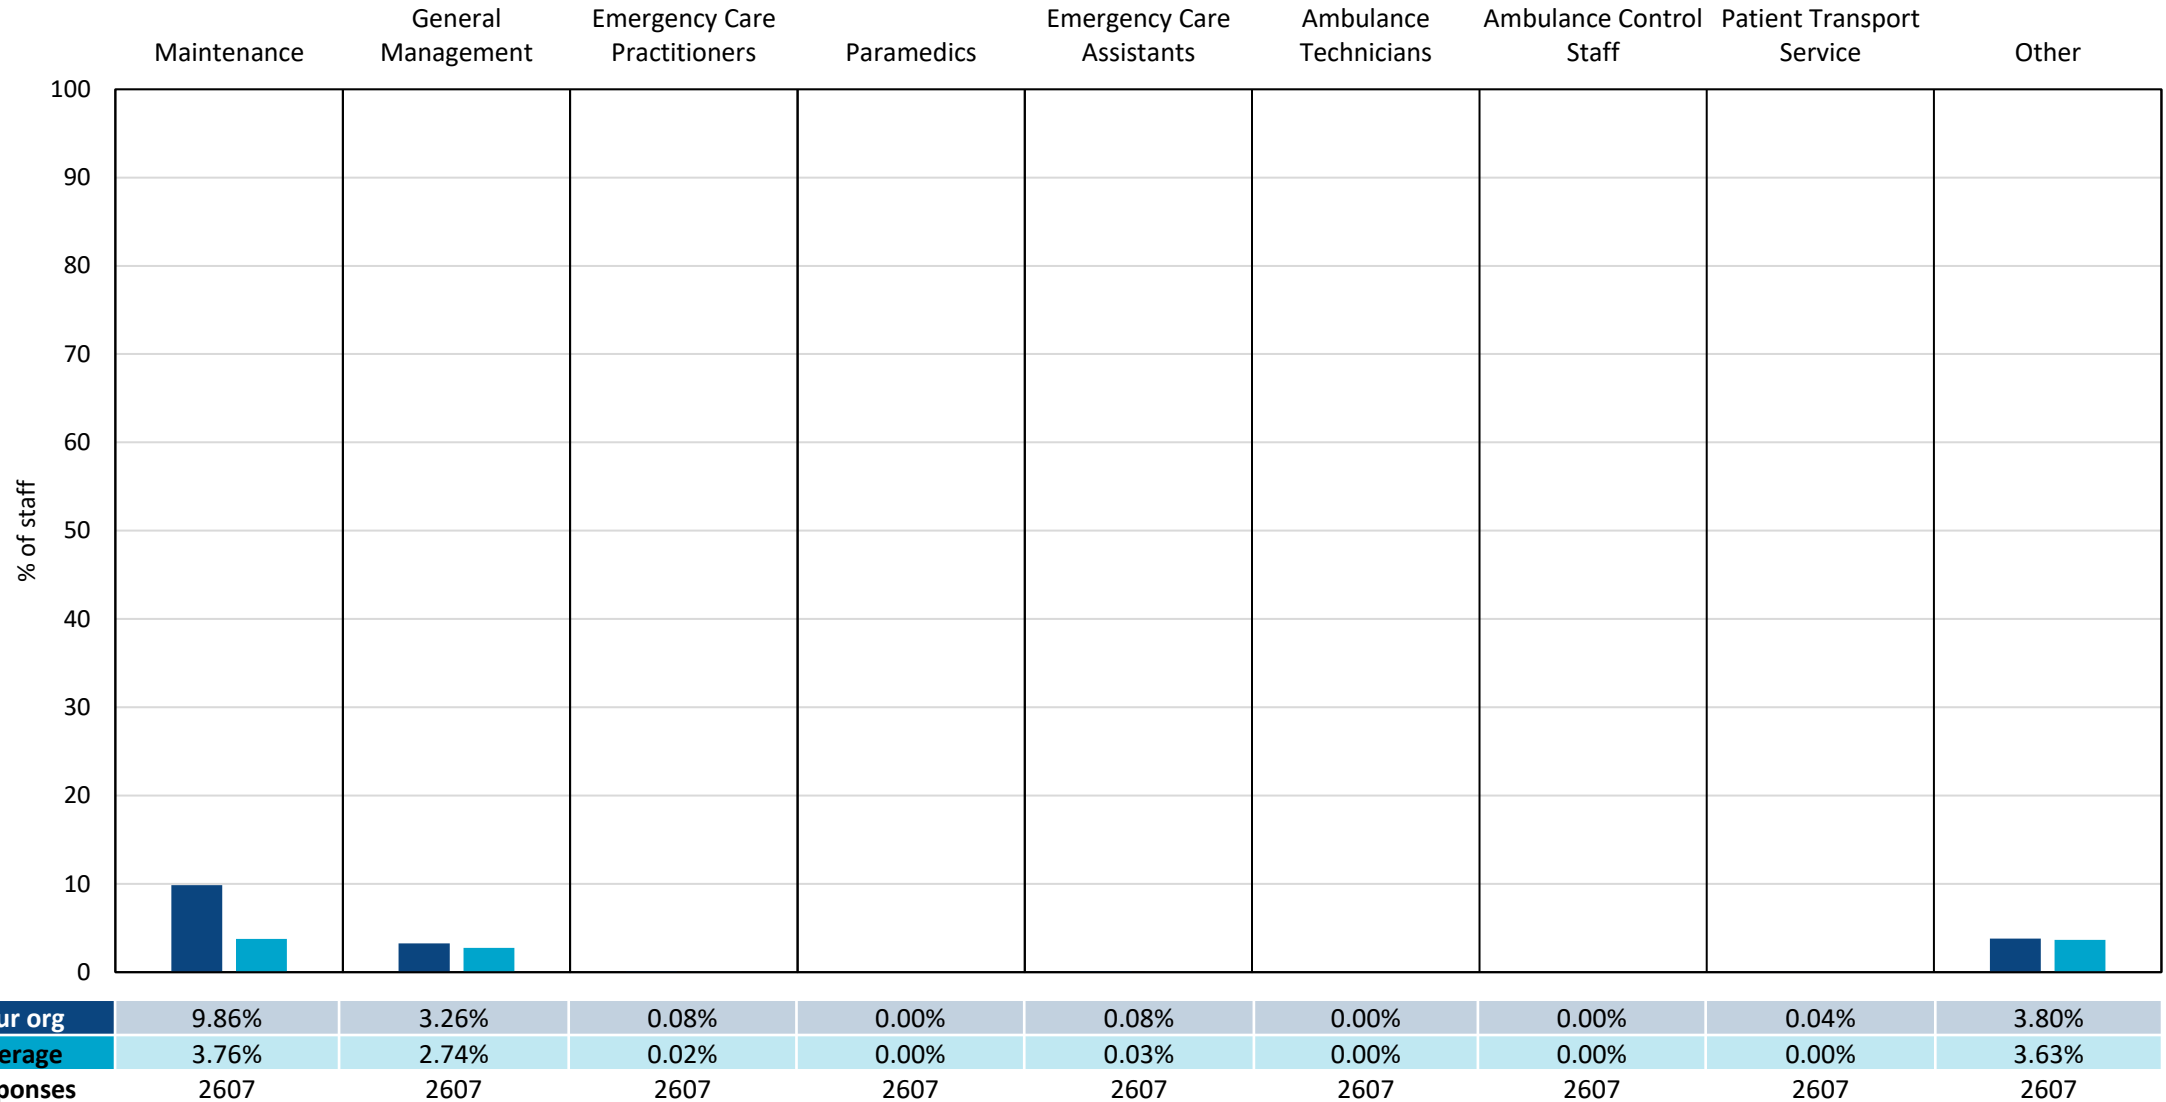 Maintenance
General
Management
Emergency Care
Practitioners
Paramedics
Emergency Care
Assistants
Ambulance
Technicians
Ambulance Control
Staff
Patient Transport
Service
Other
% of staff
100
90
80
70
60
50
40
30
20
10
0
ur org 9.86% 3.26% 0.08% 0.00% 0.08% 0.00% 0.00% 0.04% 3.80%
erage 3.76% 2.74% 0.02% 0.00% 0.03% 0.00% 0.00% 0.00% 3.63%
ponses 2607 2607 2607 2607 2607 2607 2607 2607 2607